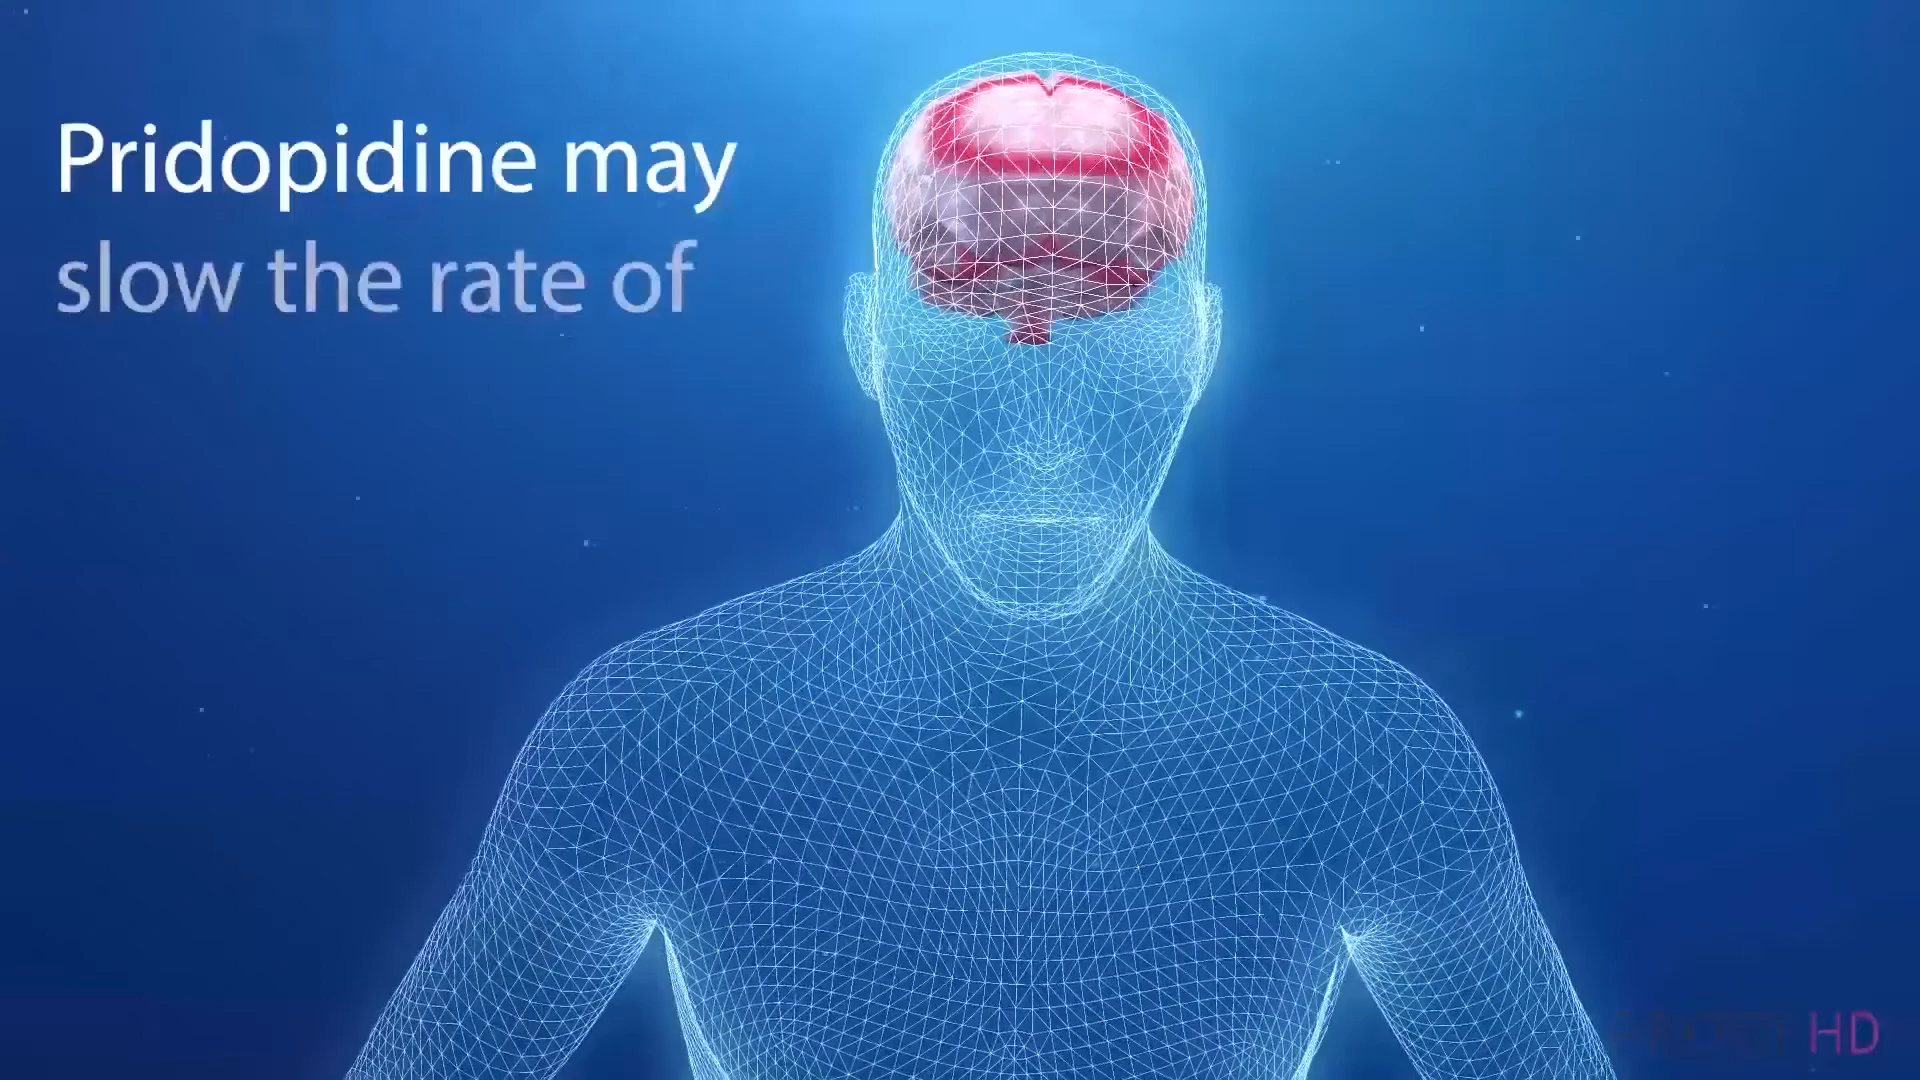 Pridopidine may
slow the rate of
HD